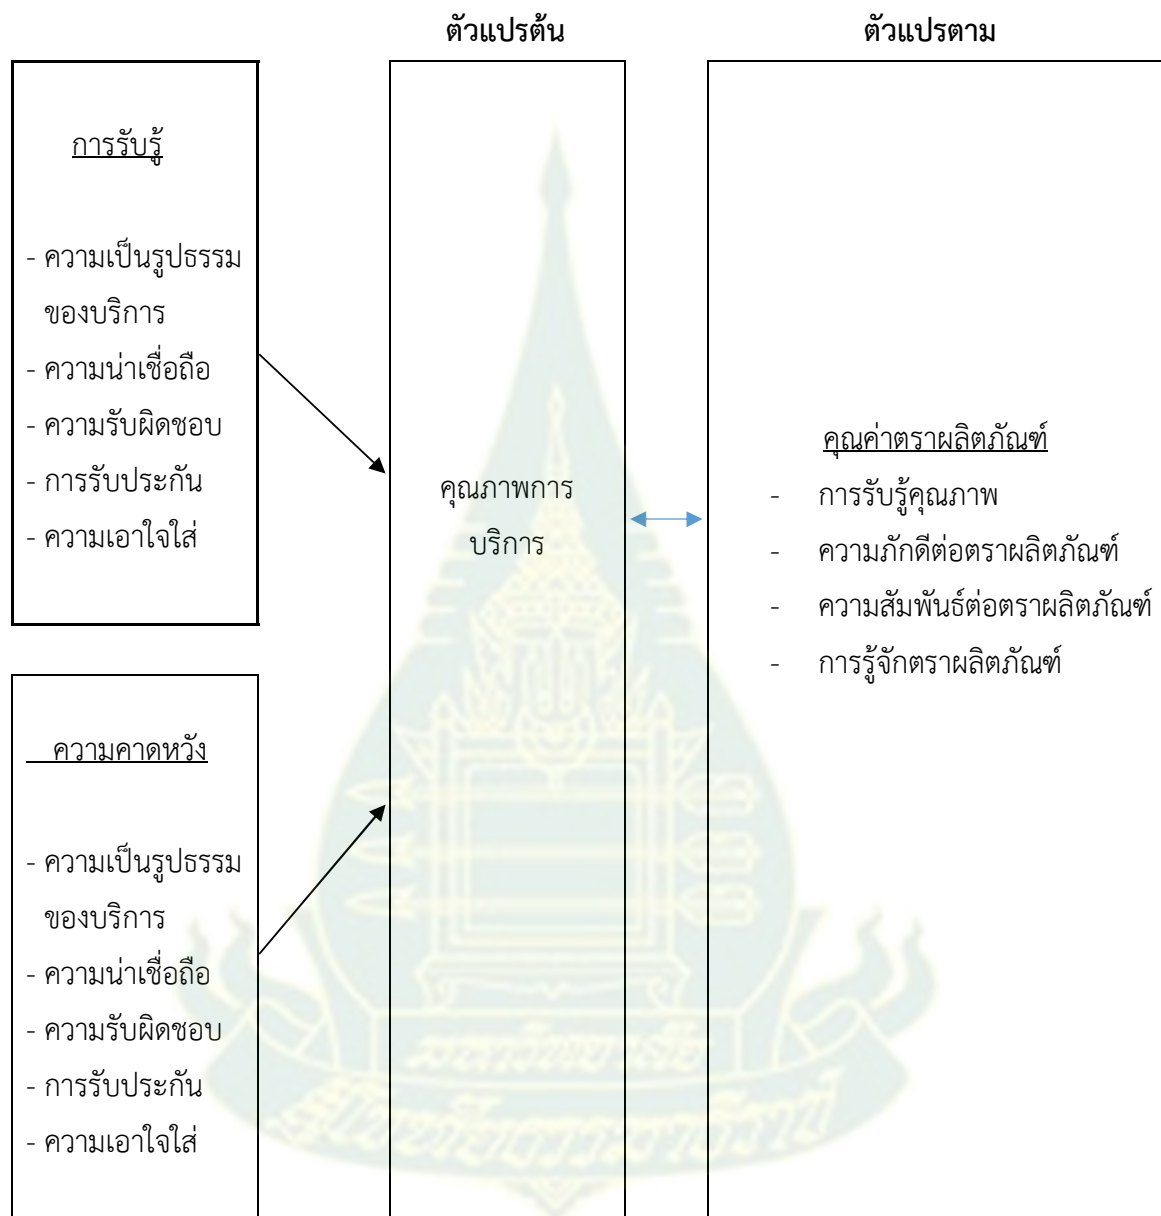 ตัวแปรต้น
ตัวแปรตาม
การรับรู้
- ความเป็นรูปธรรม
ของบริการ
- ความน่าเชื่อถือ
- ความรับผิดชอบ
- การรับประกัน
- ความเอาใจใส่
ความคาดหวัง
- ความเป็นรูปธรรม
ของบริการ
- ความน่าเชื่อถือ
- ความรับผิดชอบ
- การรับประกัน
- ความเอาใจใส่
คุณภาพการ
บริการ
คุณค่าตราผลิตภัณฑ์
- การรับรู้คุณภาพ
- ความภักดีต่อตราผลิตภัณฑ์
- ความสัมพันธ์ต่อตราผลิตภัณฑ์
- การรู้จักตราผลิตภัณฑ์